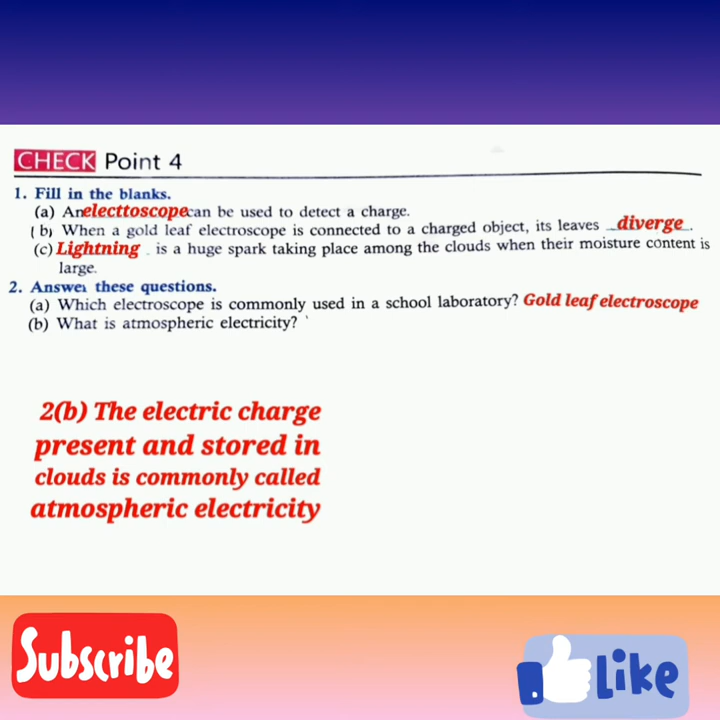 CHECK Point 4
1. Fill in the blanks.
(a) Anelecttoscopecan be used to detect a charge.
(b) When a gold leaf electroscope is connected to a charged object, its leaves diverge.
(c) Lightning is a huge spark taking place among the clouds when their moisture content is
large.
2. Answer these questions.
(a) Which electroscope is commonly used in a school laboratory? Gold leaf electroscope
(b) What is atmospheric electricity?
2(b) The electric charge
present and stored in
clouds is commonly called
atmospheric electricity
Subscribe
Like